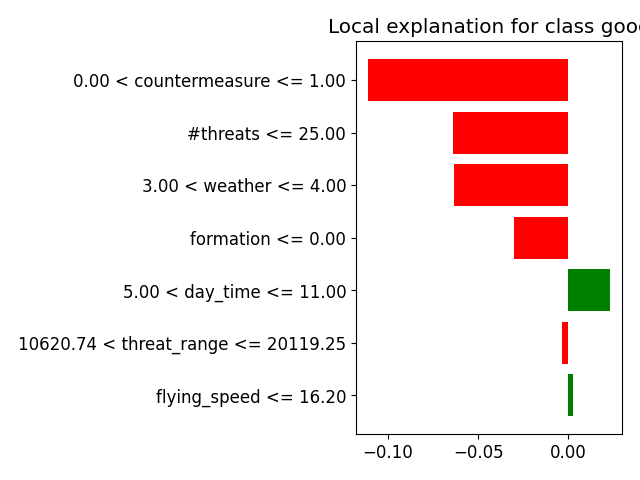 Local explanation for class goo
0.00 < countermeasure <= 1.00
#threats <= 25.00
3.00 < weather <= 4.00
formation <= 0.00
5.00 < day_time <= 11.00
10620.74 < threat_range <= 20119.25
flying_speed <= 16.20
−0.10 −0.05 0.00